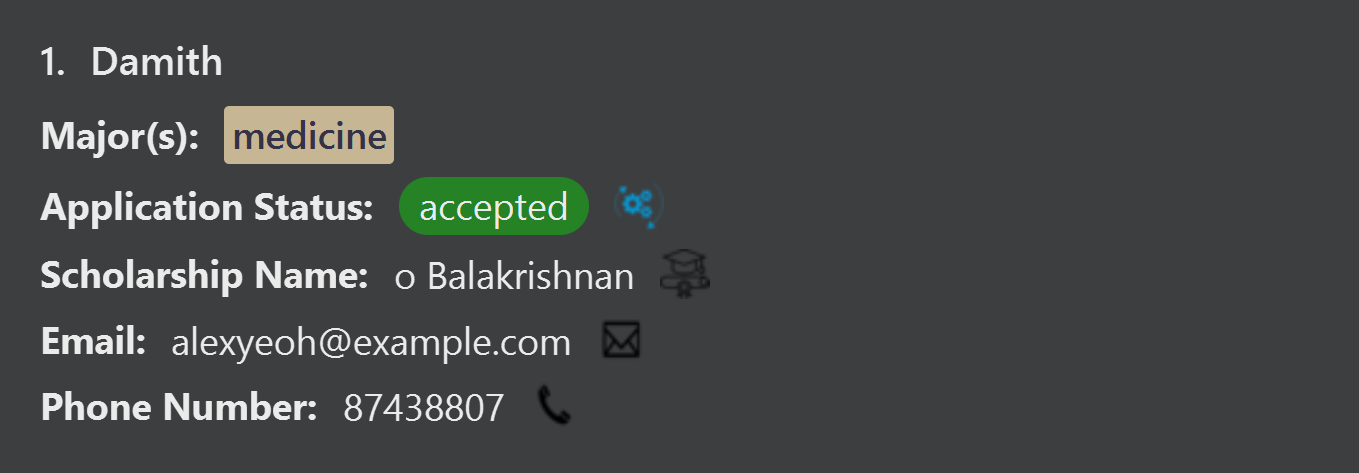 1. Damith
Major(s): medicine
Application Status: accepted
Scholarship Name: o Balakrishnan
Email: alexyeoh@example.com
Phone Number: 87438807